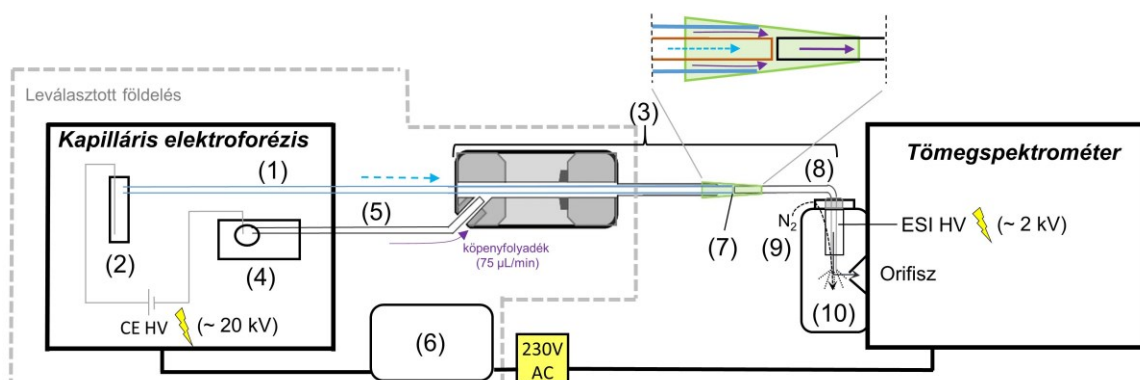 (3)
Leválasztott földelés
Kapilláris elektroforézis
(1)
(5)
(2)
(4)
CE HV
(~ 20 kV)
köpenyfolyadék
(75 µL/min)
(7)
(8)
Tömegspektrométer
N2
(9)
ESI HV
(~ 2 kV)
Orifisz
(10)
(6)
230V
AC